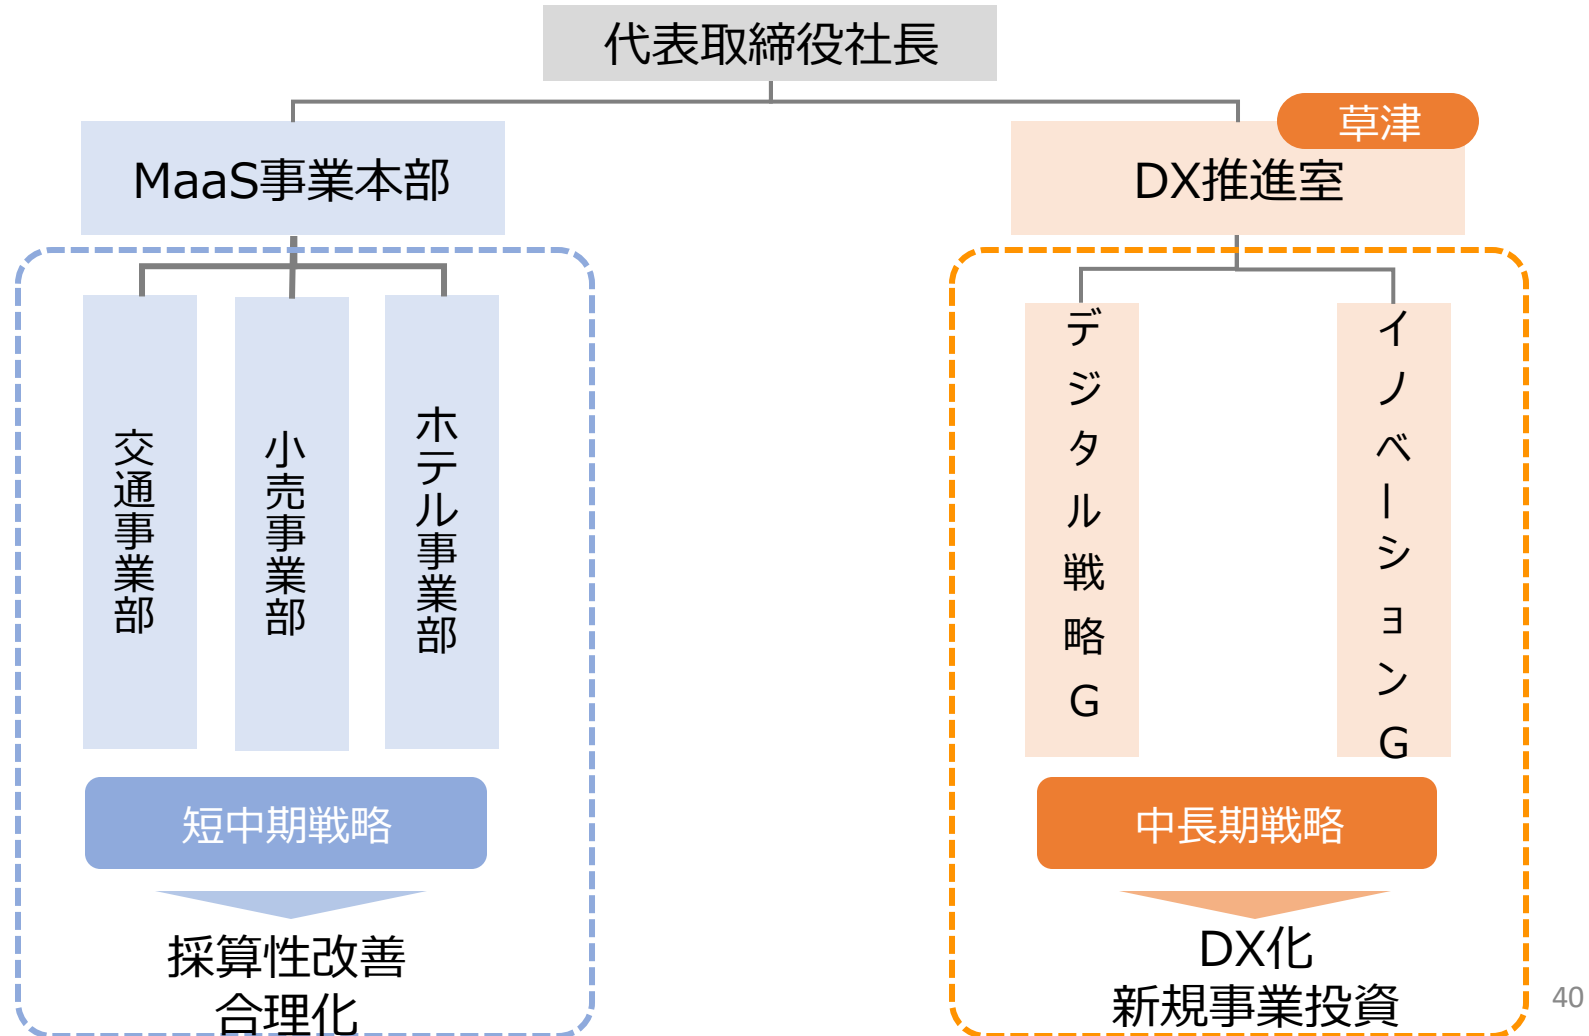 代表取締役社長
草津
MaaS事業本部
DX推進室
交通事業部
小売事業部
ホテル事業部
デジタル戦略G
イノベーションG
短中期戦略
中長期戦略
採算性改善
合理化
DX化
新規事業投資
40